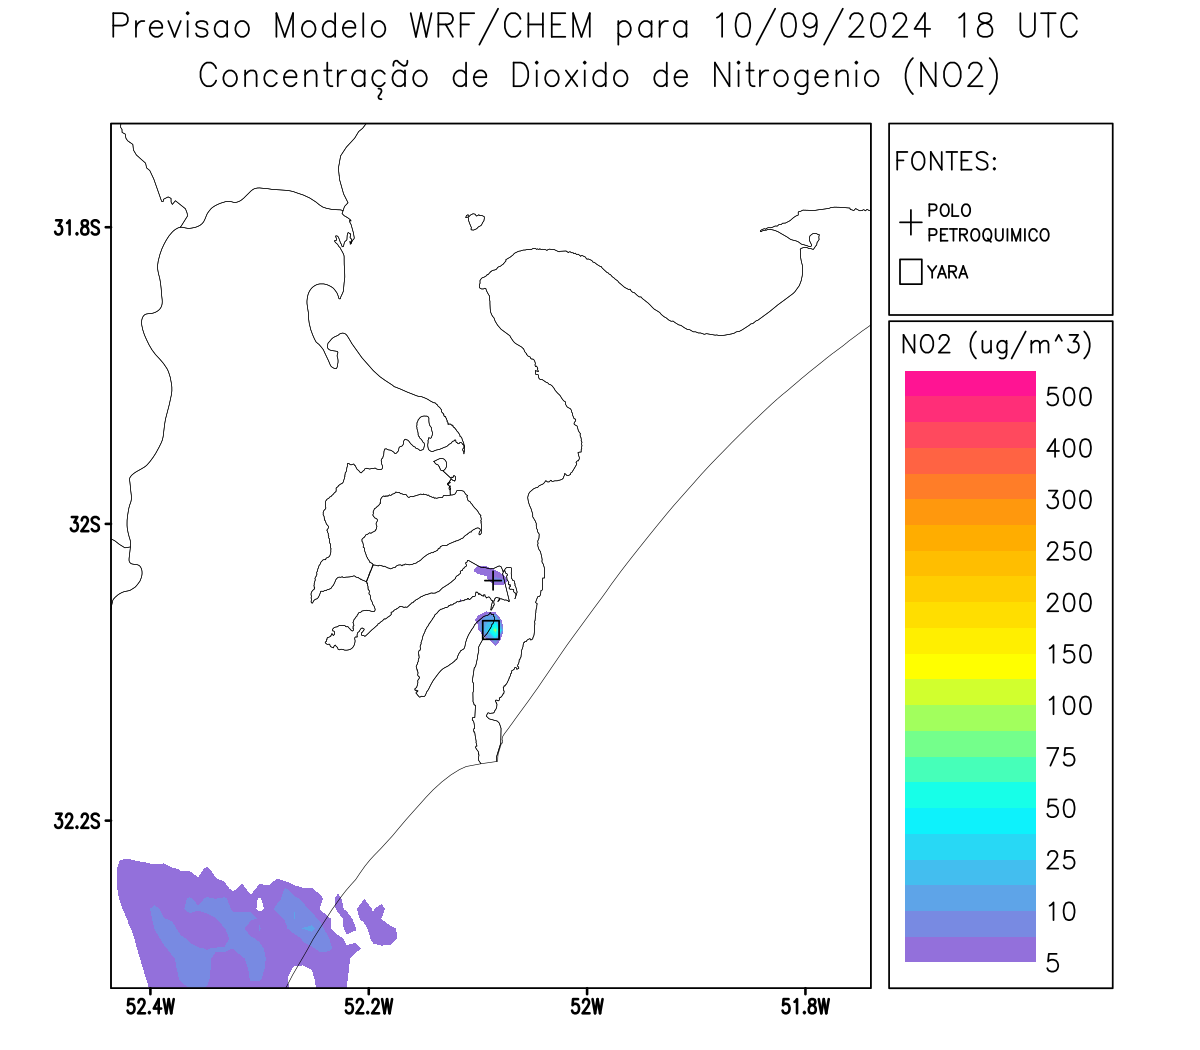 Previsao Modelo WRF/CHEM para 10/09/2024 18 UTC
Concentração de Dioxido de Nitrogenio (NO2)
FONTES:
POLO
PETROQUIMICO
YARA
NO2 (ug/m^3)
500
400
300
250
200
150
100
75
50
25
10
5
31.8S
32S
32.2S
52.4W
52.2W
52W
51.8W